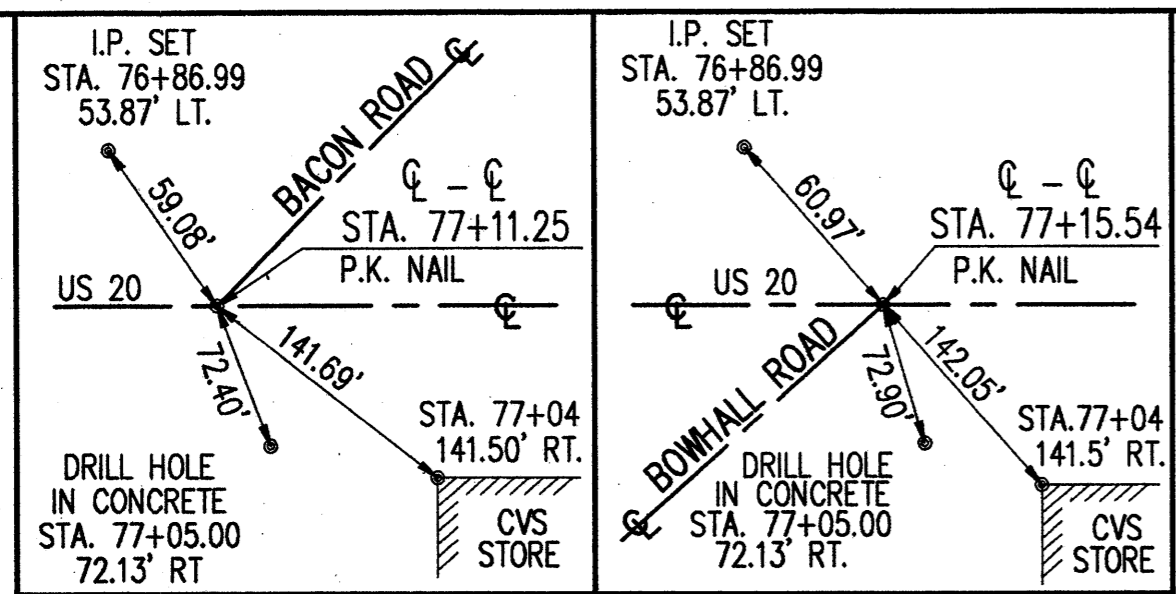 I.P. SET
STA. 76+86.99
53.87' LT.
59.08'
BACON ROAD ℄
℄ - ℄
STA. 77+11.25
P.K. NAIL
US 20
℄
72.40'
141.69'
STA. 77+04
141.50' RT.
DRILL HOLE
IN CONCRETE
STA. 77+05.00
72.13' RT
CVS
STORE
I.P. SET
STA. 76+86.99
53.87' LT.
60.97'
℄ - ℄
STA. 77+15.54
P.K. NAIL
℄
US 20
BOWHALL ROAD
℄
72.90'
142.05'
STA.77+04
141.5' RT.
DRILL HOLE
IN CONCRETE
STA. 77+05.00
72.13' RT.
CVS
STORE